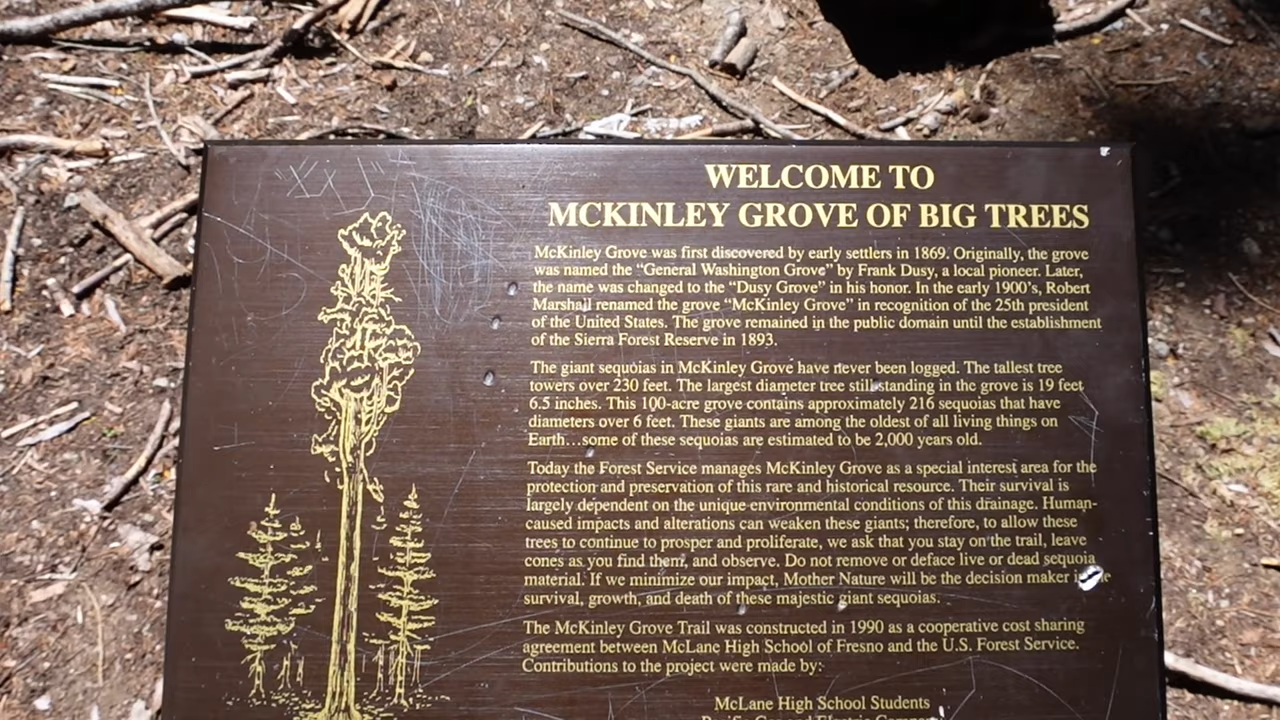 WELCOME TO
MCKINLEY GROVE OF BIG TREES
McKinley Grove was first discovered by early settlers in 1869. Originally, the grove
was named the “General Washington Grove” by Frank Dusy, a local pioneer. Later,
the name was changed to the “Dusy Grove” in his honor. In the early 1900's, Robert
Marshall renamed the grove “McKinley Grove” in recognition of the 25th president
of the United States. The grove remained in the public domain until the establishment
of the Sierra Forest Reserve in 1893.
The giant sequoias in McKinley Grove have never been logged. The tallest tree
towers over 230 feet. The largest diameter tree still standing in the grove is 19 feet
6.5 inches. This 100-acre grove contains approximately 216 sequoias that have
diameters over 6 feet. These giants are among the oldest of all living things on
Earth…some of these sequoias are estimated to be 2,000 years old.
Today the Forest Service manages McKinley Grove as a special interest area for the
protection and preservation of this rare and historical resource. Their survival is
largely dependent on the unique environmental conditions of this drainage. Human-
caused impacts and alterations can weaken these giants; therefore, to allow these
trees to continue to prosper and proliferate, we ask that you stay on the trail, leave
cones as you find them, and observe. Do not remove or deface live or dead sequoia
material. If we minimize our impact, Mother Nature will be the decision maker
survival, growth, and death of these majestic giant sequoias.
The McKinley Grove Trail was constructed in 1990 as a cooperative cost sharing
agreement between McLane High School of Fresno and the U.S. Forest Service.
Contributions to the project were made by:
McLane High School Students